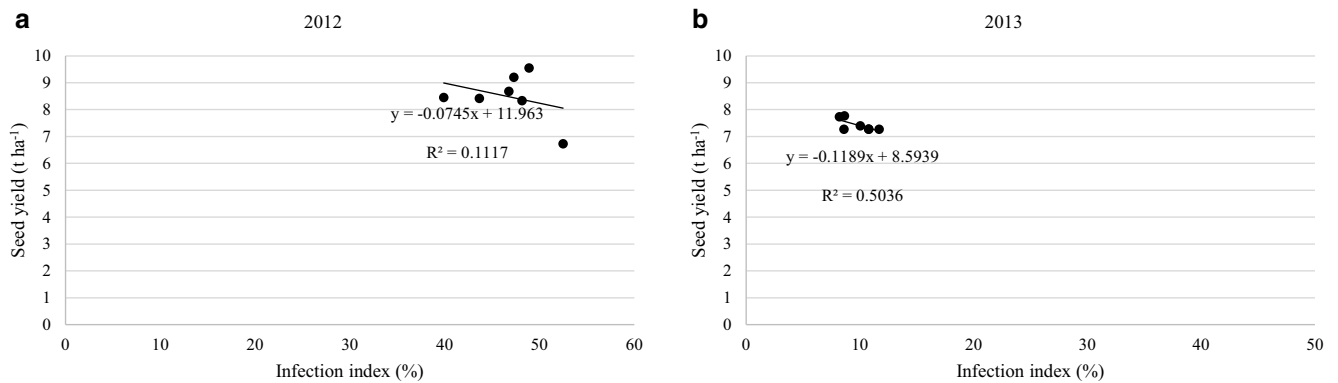 a
2012
10
9
8
7
6
5
4
3
2
1
0
Seed yield (t ha⁻¹)
y = -0.0745x + 11.963
R² = 0.1117
0 10 20 30 40 50 60
Infection index (%)
b
2013
10
9
8
7
6
5
4
3
2
1
0
Seed yield (t ha⁻¹)
y = -0.1189x + 8.5939
R² = 0.5036
0 10 20 30 40 50
Infection index (%)